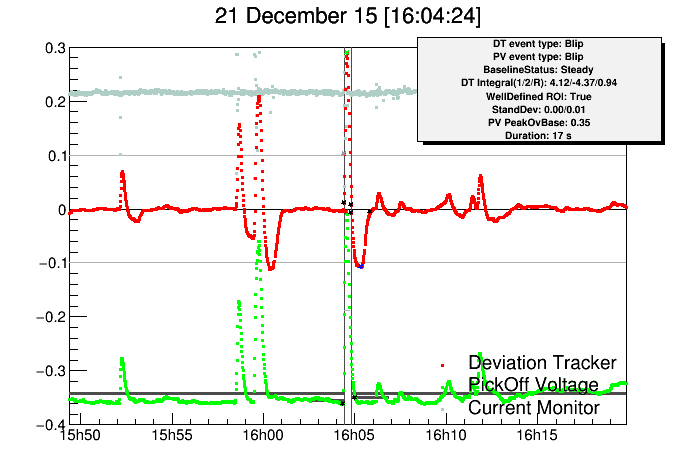 21 December 15 [16:04:24]
DT event type: Blip
PV event type: Blip
BaselineStatus: Steady
DT Integral(1/2/R): 4.12/-4.37/0.94
WellDefined ROI: True
StandDev: 0.00/0.01
PV PeakOvBase: 0.35
Duration: 17 s
0.3
0.2
0.1
0
−0.1
−0.2
−0.3
−0.4
Deviation Tracker
PickOff Voltage
Current Monitor
15h50 15h55 16h00 16h05 16h10 16h15